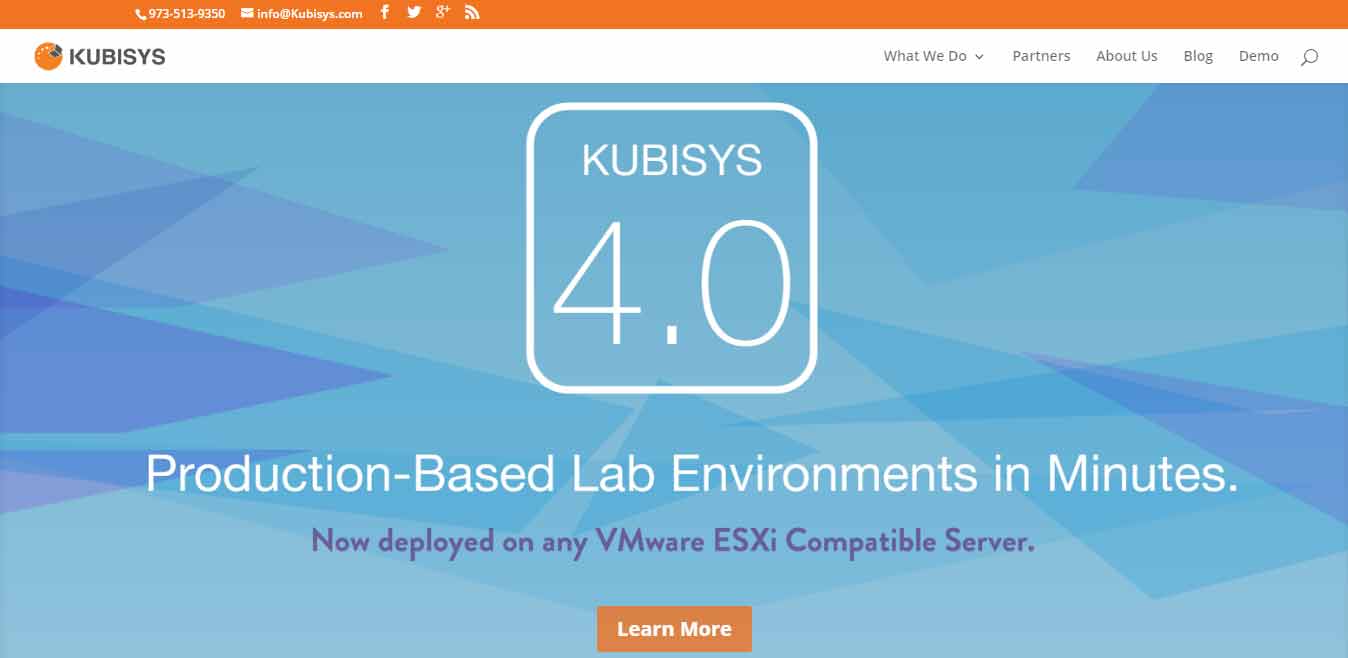 973-513-9350 info@Kubisys.com
KUBISYS What We Do Partners About Us Blog Demo
KUBISYS
4.0
Production-Based Lab Environments in Minutes.
Now deployed on any VMware ESXi Compatible Server.
Learn More